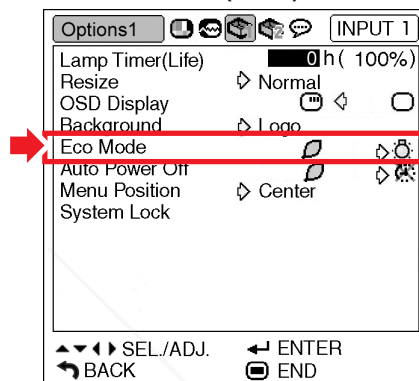 Options1 INPUT 1
Lamp Timer(Life) 0 h( 100%)
Resize Normal
OSD Display
Background Logo
Eco Mode
Auto Power Off
Menu Position Center
System Lock
SEL./ADJ. ENTER
BACK END